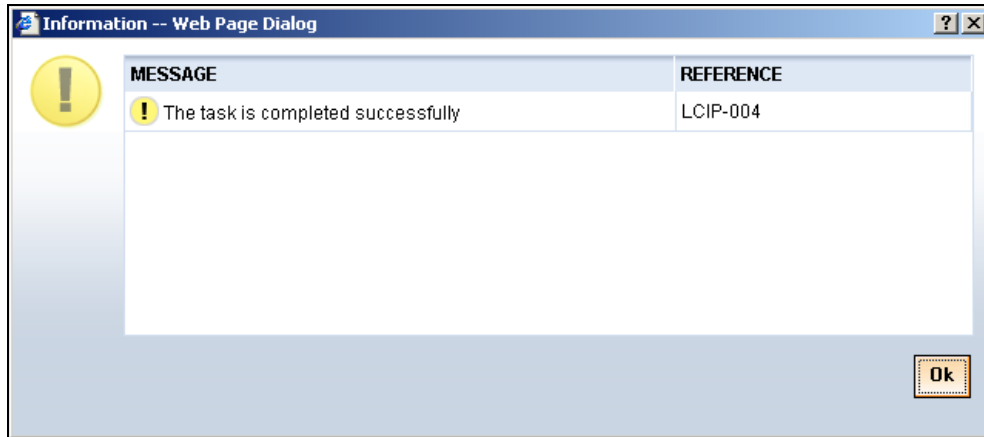 Information -- Web Page Dialog
MESSAGE REFERENCE
The task is completed successfully LCIP-004
Ok